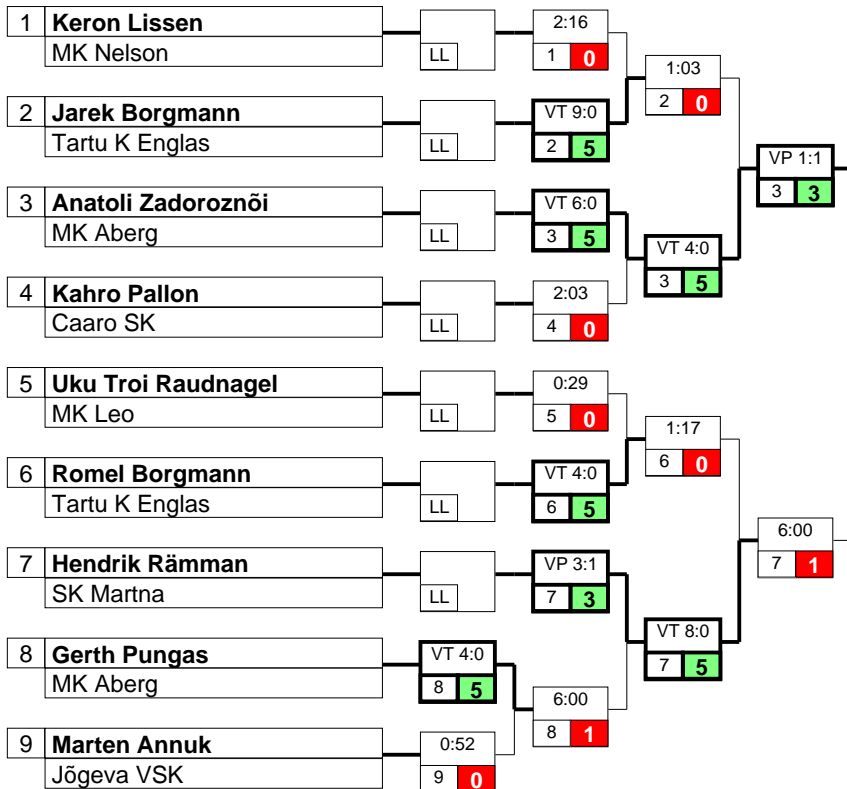 1 Keron Lissen
MK Nelson
LL
2:16
1 0
1:03
2 0
2 Jarek Borgmann
Tartu K Englas
LL
VT 9:0
2 5
VP 1:1
3 3
3 Anatoli Zadoroznõi
MK Aberg
LL
VT 6:0
3 5
VT 4:0
3 5
4 Kahro Pallon
Caaro SK
LL
2:03
4 0
5 Uku Troi Raudnagel
MK Leo
LL
0:29
5 0
1:17
6 0
6 Romel Borgmann
Tartu K Englas
LL
VT 4:0
6 5
6:00
7 1
7 Hendrik Rämman
SK Martna
LL
VP 3:1
7 3
VT 8:0
7 5
8 Gerth Pungas
MK Aberg
VT 4:0
8 5
6:00
8 1
9 Marten Annuk
Jõgeva VSK
0:52
9 0